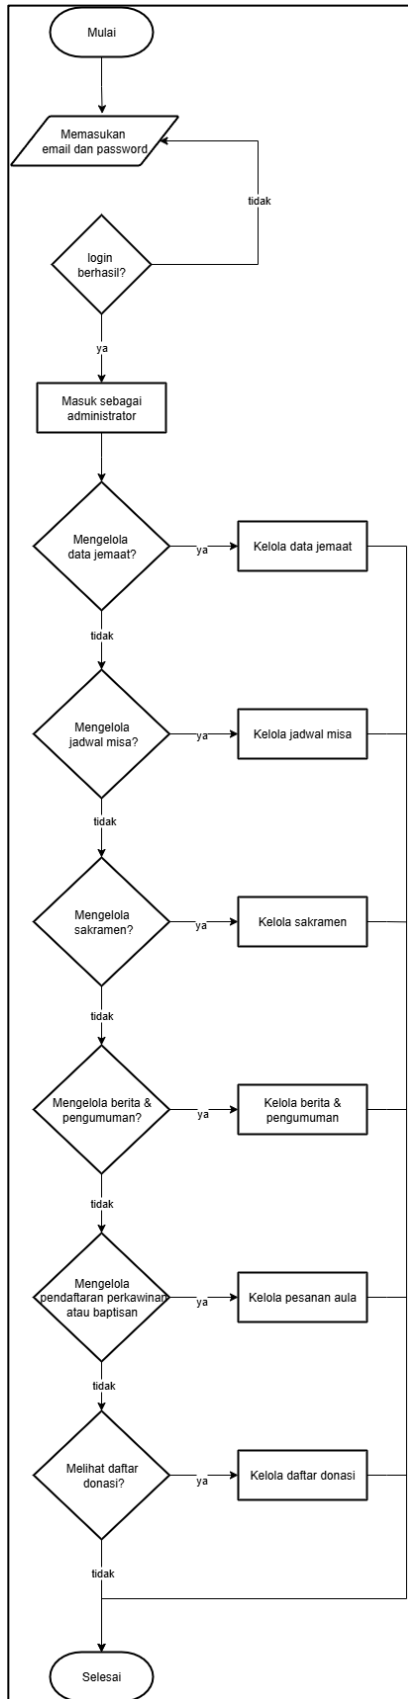 Mulai
Memasukan
email dan password
tidak
login
berhasil?
ya
Masuk sebagai
administrator
Mengelola
data jemaat?
ya
Kelola data jemaat
tidak
Mengelola
jadwal misa?
ya
Kelola jadwal misa
tidak
Mengelola
sakramen?
ya
Kelola sakramen
tidak
Mengelola berita &
pengumuman?
ya
Kelola berita &
pengumuman
tidak
Mengelola
pendaftaran perkawinan
atau baptisan
ya
Kelola pesanan aula
tidak
Melihat daftar
donasi?
ya
Kelola daftar donasi
tidak
Selesai